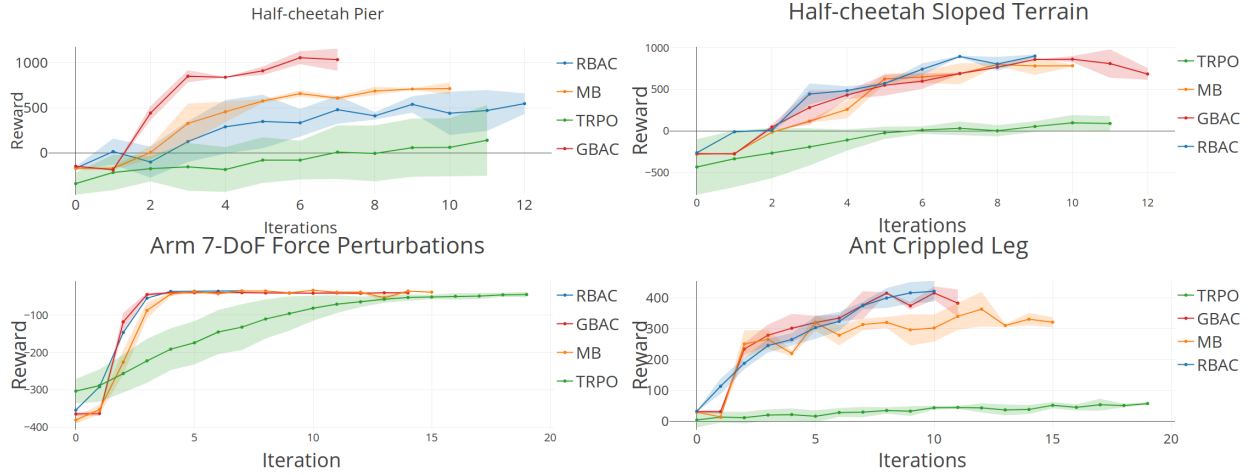 Half-cheetah Pier
Reward
1000
500
0
0
2
4
6
8
10
12
Iterations
RBAC
MB
TRPO
GBAC
Half-cheetah Sloped Terrain
Reward
1000
500
0
−500
0
2
4
6
8
10
12
Iterations
TRPO
MB
GBAC
RBAC
Arm 7-DoF Force Perturbations
Reward
−100
−200
−300
−400
0
5
10
15
20
Iteration
RBAC
GBAC
MB
TRPO
Ant Crippled Leg
Reward
400
300
200
100
0
0
5
10
15
20
Iterations
TRPO
GBAC
MB
RBAC